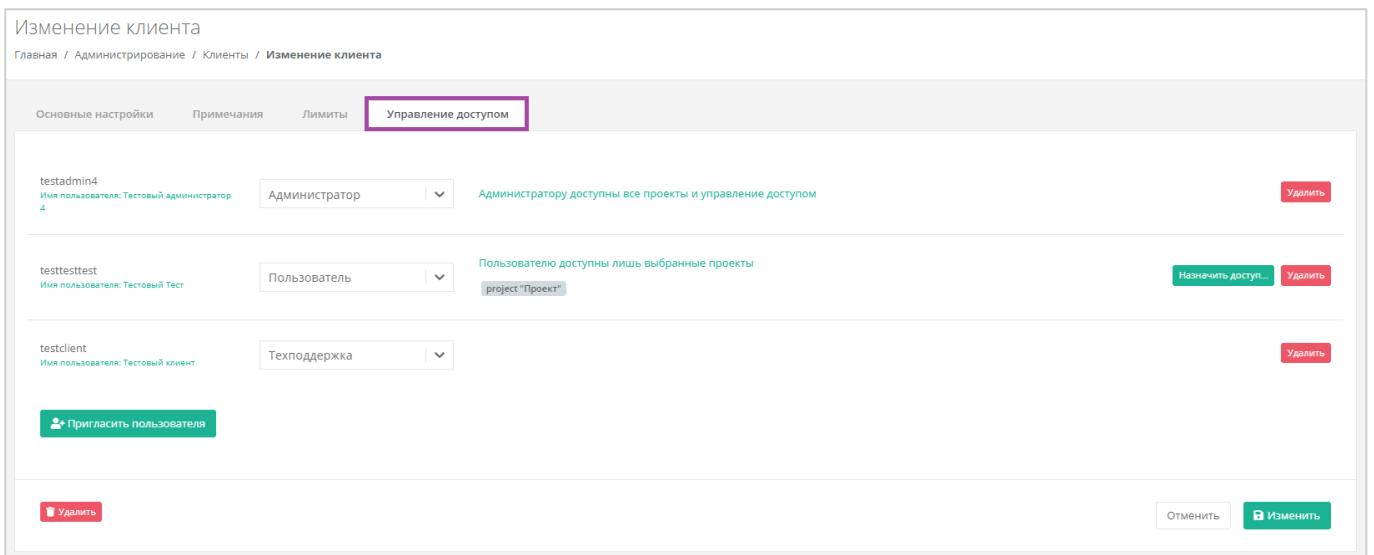 Изменение клиента
Главная / Администрирование / Клиенты / Изменение клиента
Основные настройки Примечания Лимиты Управление доступом
testadmin4
Имя пользователя: Тестовый администратор
4
Администратор
Администратору доступны все проекты и управление доступом
Удалить
testtesttest
Имя пользователя: Тестовый Тест
Пользователь
Пользователю доступны лишь выбранные проекты
project "Проект"
Назначить доступ...
Удалить
testclient
Имя пользователя: Тестовый клиент
Техподдержка
Удалить
Пригласить пользователя
Удалить
Отменить
Изменить